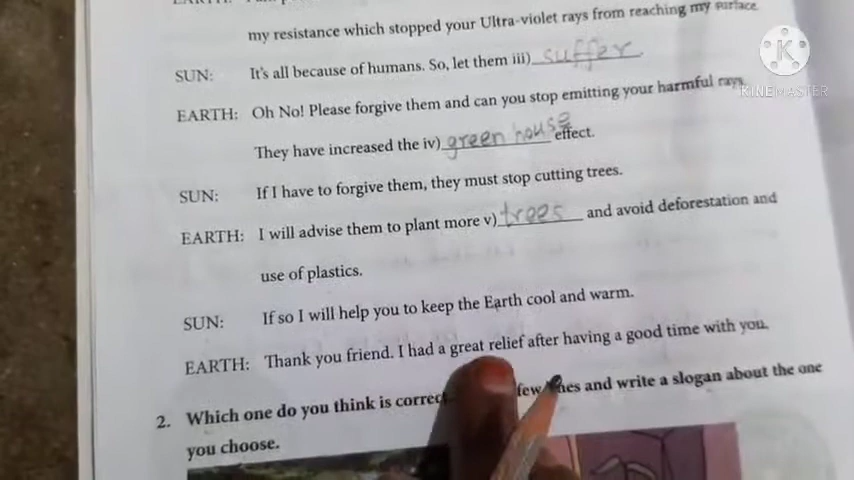 my resistance which stopped your Ultra-violet rays from reaching my surface
SUN: It's all because of humans. So, let them iii) suffer
EARTH: Oh No! Please forgive them and can you stop emitting your harmful rays.
They have increased the iv) green house effect.
SUN: If I have to forgive them, they must stop cutting trees.
EARTH: I will advise them to plant more v) trees and avoid deforestation and
use of plastics.
SUN: If so I will help you to keep the Earth cool and warm.
EARTH: Thank you friend. I had a great relief after having a good time with you.
2. Which one do you think is few and write a slogan about the one
you choose.
K
KINEMASTER